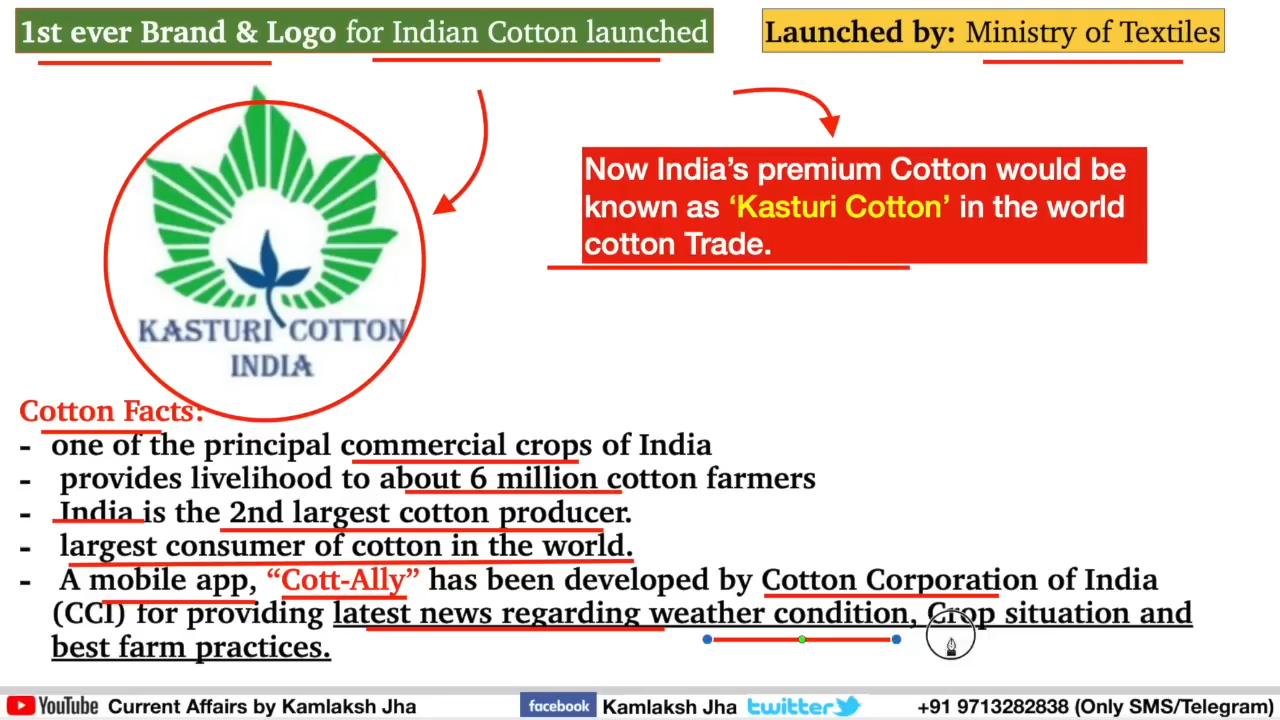 1st ever Brand & Logo for Indian Cotton launched
Launched by: Ministry of Textiles
Now India’s premium Cotton would be
known as ‘Kasturi Cotton’ in the world
cotton Trade.
KASTURI COTTON
INDIA
Cotton Facts:
- one of the principal commercial crops of India
- provides livelihood to about 6 million cotton farmers
- India is the 2nd largest cotton producer.
- largest consumer of cotton in the world.
- A mobile app, “Cott-Ally” has been developed by Cotton Corporation of India
(CCI) for providing latest news regarding weather condition, Crop situation and
best farm practices.
YouTube Current Affairs by Kamlaksh Jha facebook Kamlaksh Jha twitter +91 9713282838 (Only SMS/Telegram)